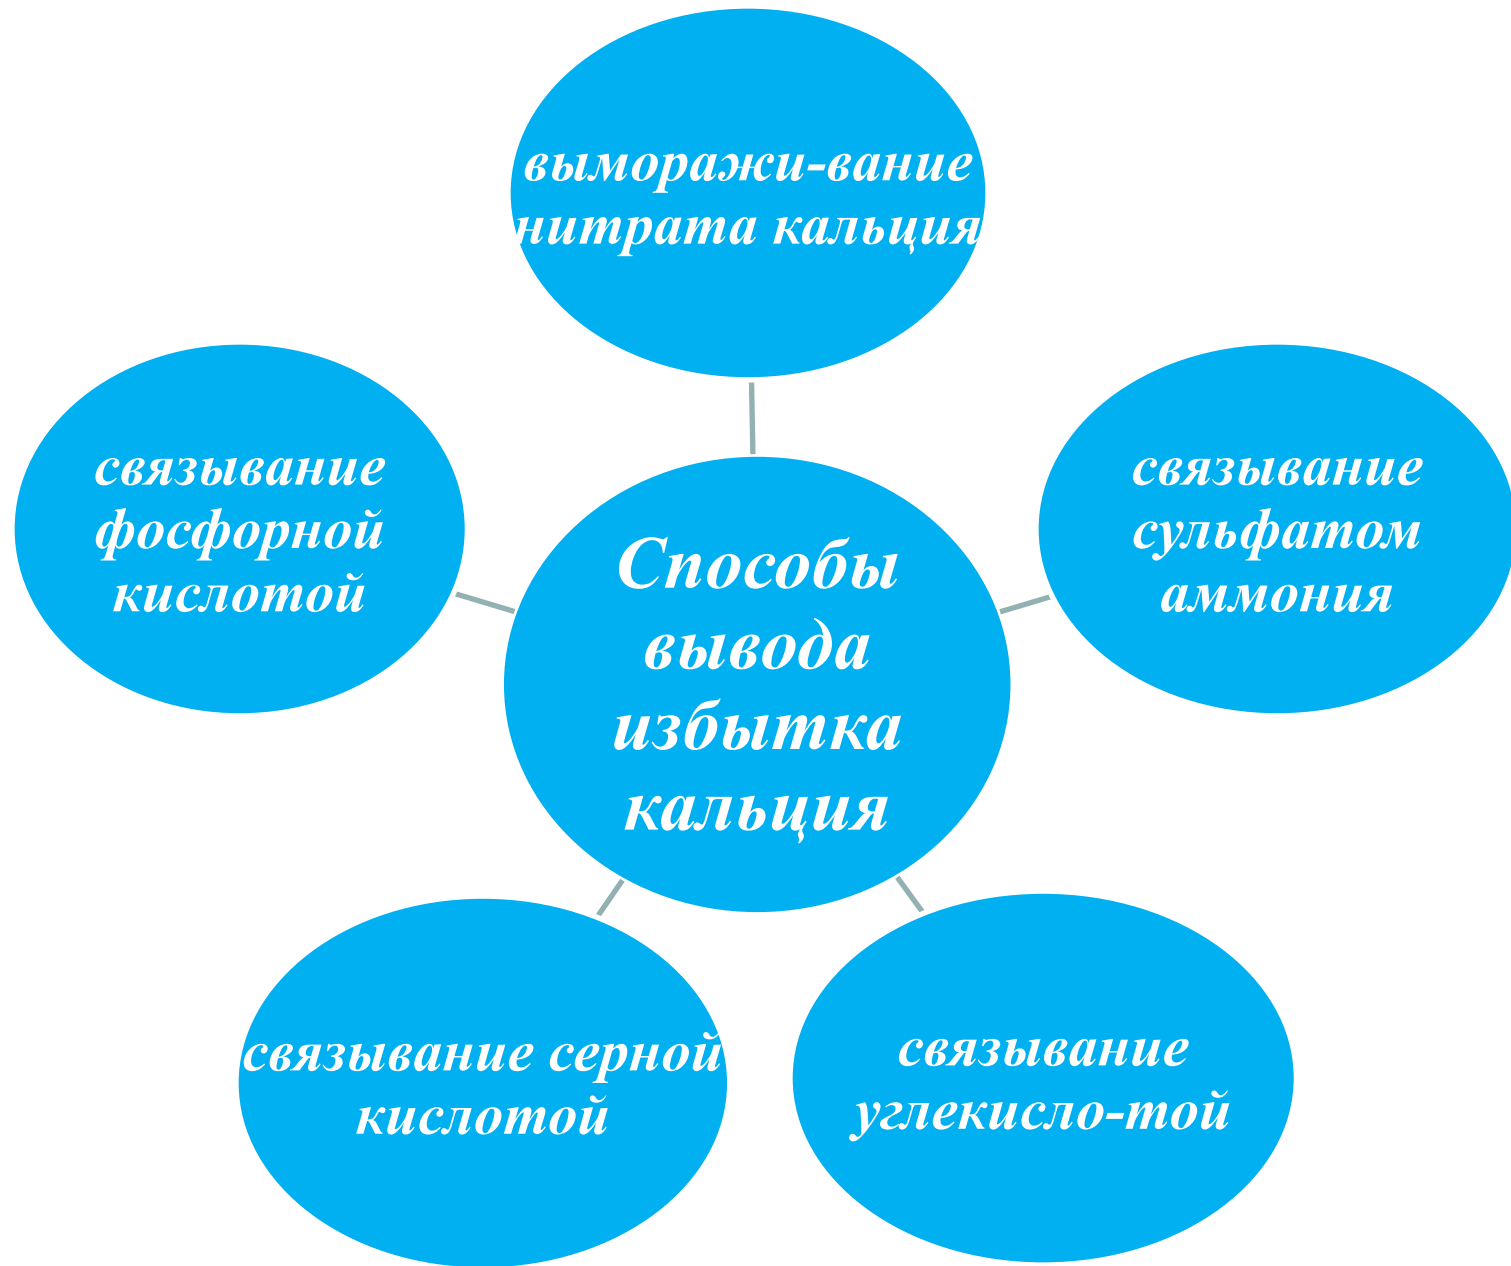 выморажи-вание
нитрата кальция
связывание
фосфорной
кислотой
связывание
сульфатом
аммония
Способы
вывода
избытка
кальция
связывание серной
кислотой
связывание
углекисло-той